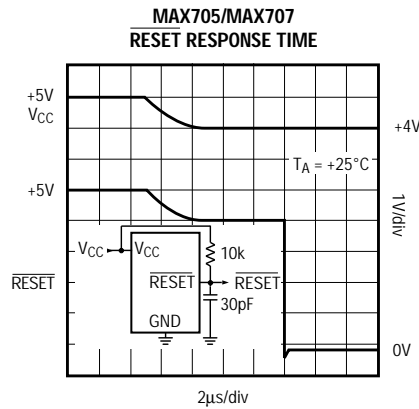 MAX705/MAX707
RESET RESPONSE TIME
+5V
VCC
+4V
TA = +25°C
+5V
1V/div
VCC
VCC
10k
RESET
RESET
RESET
30pF
GND
0V
2µs/div